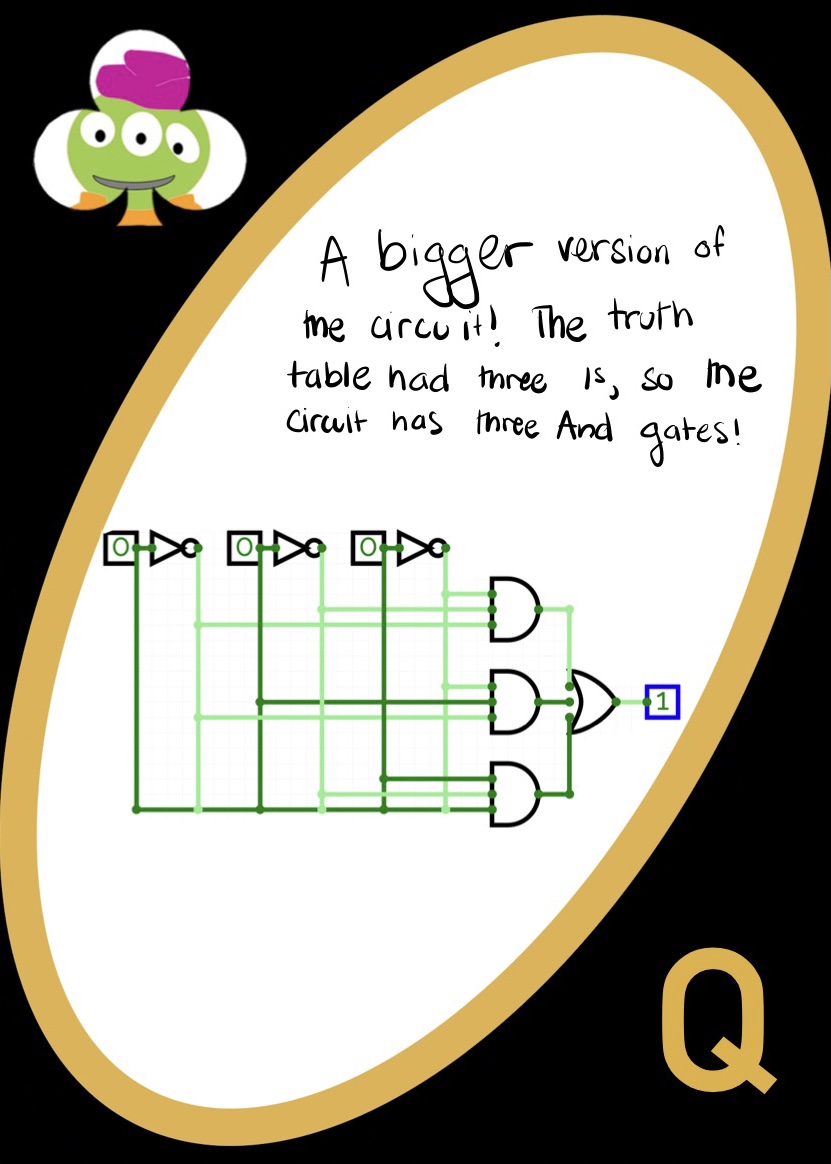 A bigger version of
the circuit! The truth
table had three 1s, so the
circuit has three And gates!
0 0 0
1
Q